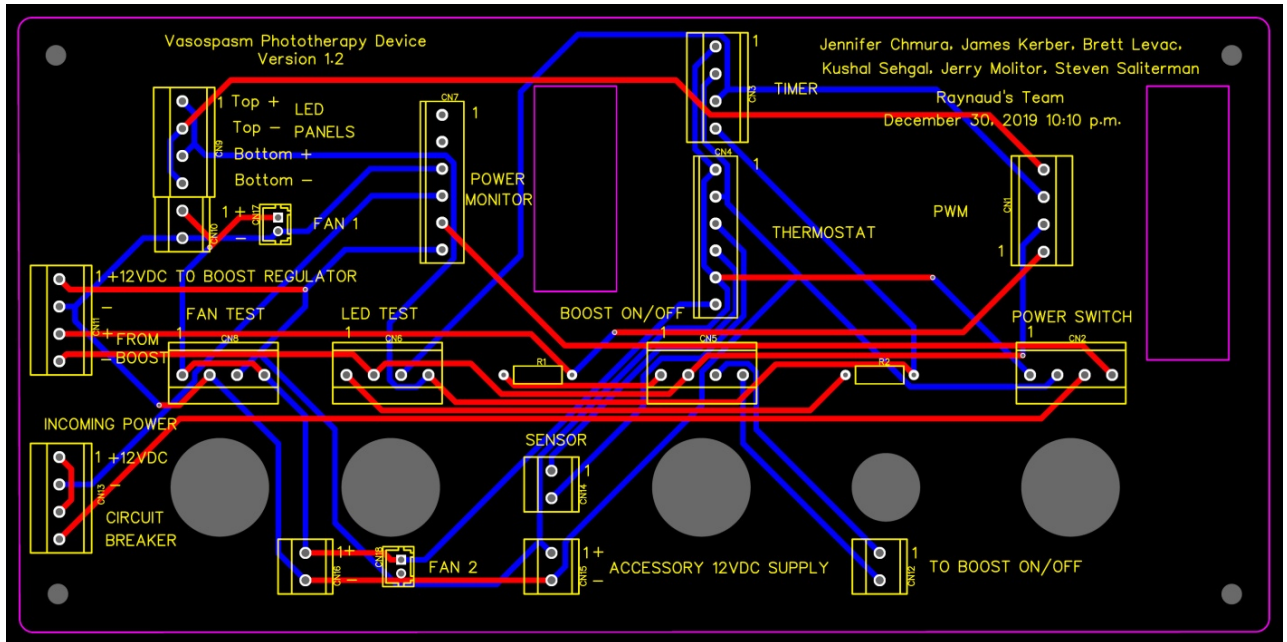 Vasospasm Phototherapy Device
Version 1.2
Jennifer Chmura, James Kerber, Brett Levac,
Kushal Sehgal, Jerry Molitor, Steven Saliterman
Raynaud's Team
December 30, 2019 10:10 p.m.
1 Top + LED
Top - PANELS
Bottom +
Bottom -
CN9
CN7
1
POWER
MONITOR
1
CN3
TIMER
CN4
1
THERMOSTAT
1
CN1
PWM
1
CN10
1 +
-
CN17
FAN 1
1 +12VDC TO BOOST REGULATOR
-
+ FROM
- BOOST
CN11
FAN TEST
1
CN8
LED TEST
1
CN6
R1
BOOST ON/OFF
1
CN5
R2
POWER SWITCH
1
CN2
INCOMING POWER
1 +12VDC
-
CN13
CIRCUIT
BREAKER
SENSOR
1
CN14
1+
-
CN16
CN18
FAN 2
1+
-
CN15
ACCESSORY 12VDC SUPPLY
1
CN12
TO BOOST ON/OFF